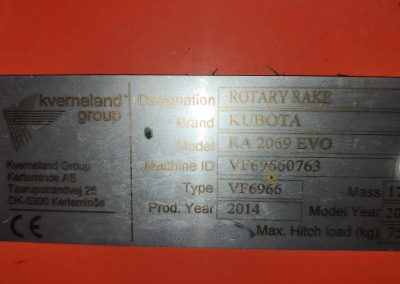 kverneland
group
Kverneland Group
Kerteminde AS
Taarupstrandvej 25
DK-5300 Kerteminde
Designation ROTARY RAKE
Brand KUBOTA
Model RA 2069 EVO
Machine ID VF69660763
Type VF6966 Mass
Prod. Year 2014 Model Year
Max. Hitch load (kg)